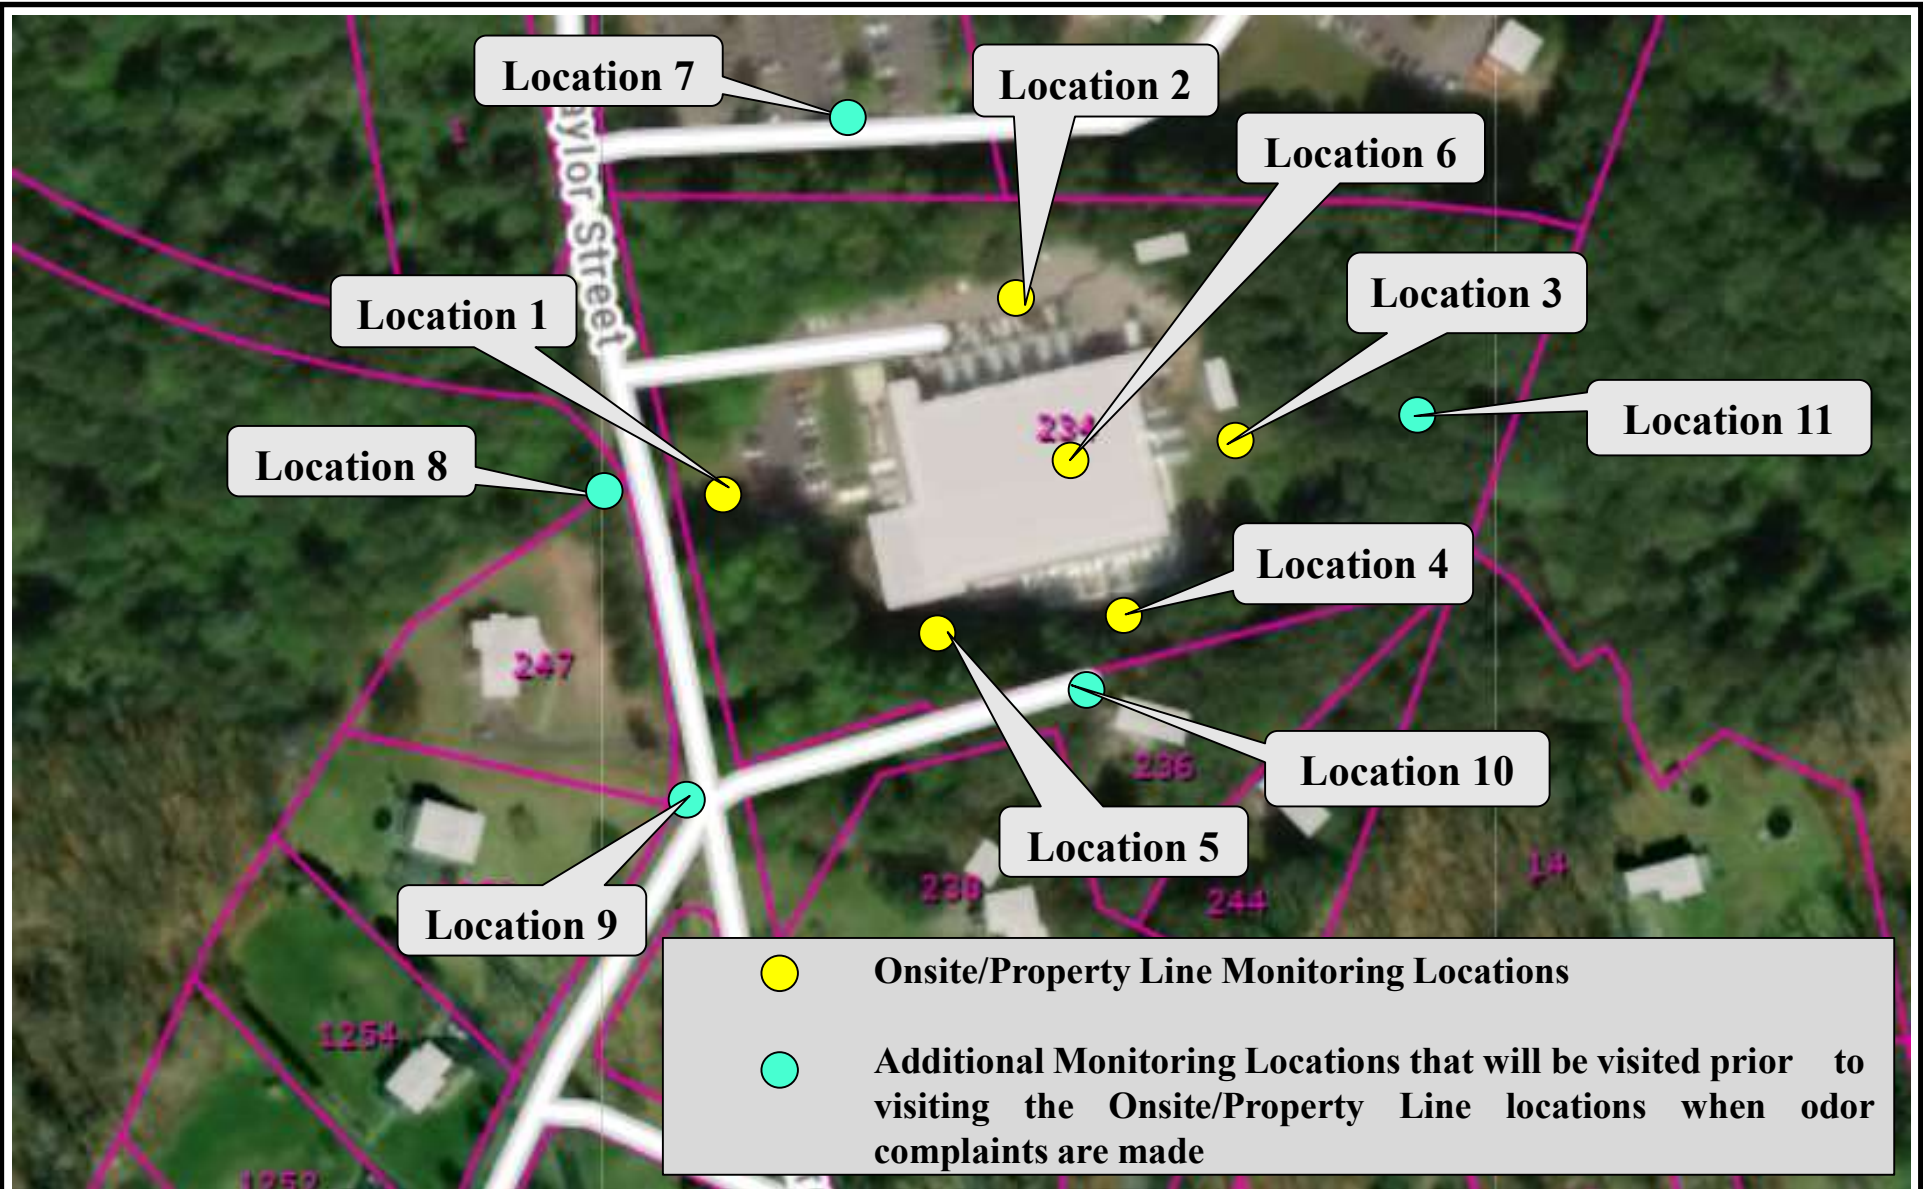 Location 7
Location 2
Location 6
aylor Street
Location 3
Location 1
Location 11
234
Location 8
Location 4
247
Location 10
236
Location 5
238
14
244
Location 9
Onsite/Property Line Monitoring Locations
1254
Additional Monitoring Locations that will be visited prior to
visiting the Onsite/Property Line locations when odor
complaints are made